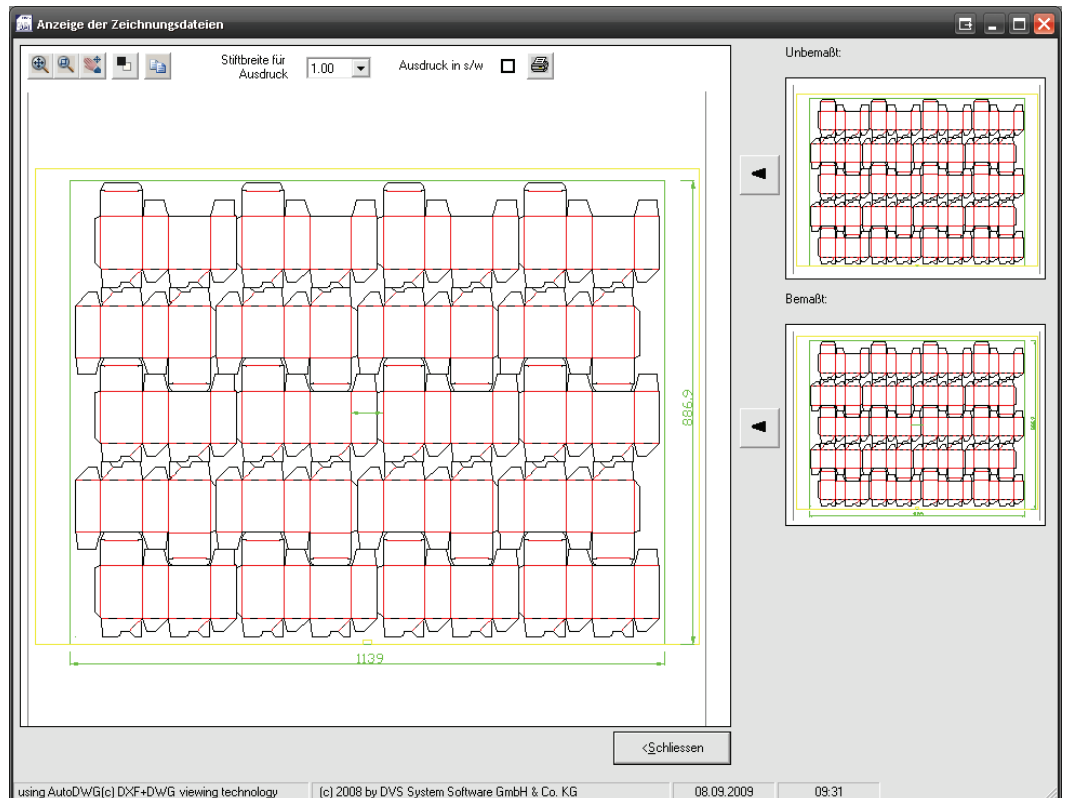 Anzeige der Zeichnungsdateien
Stiftbreite für
Ausdruck
1.00
Ausdruck in s/w
Unbemaßt:
Bemaßt:
886.9
1139
<Schliessen
using AutoDWG(c) DXF+DWG viewing technology
(c) 2008 by DVS System Software GmbH & Co. KG
08.09.2009
09:31